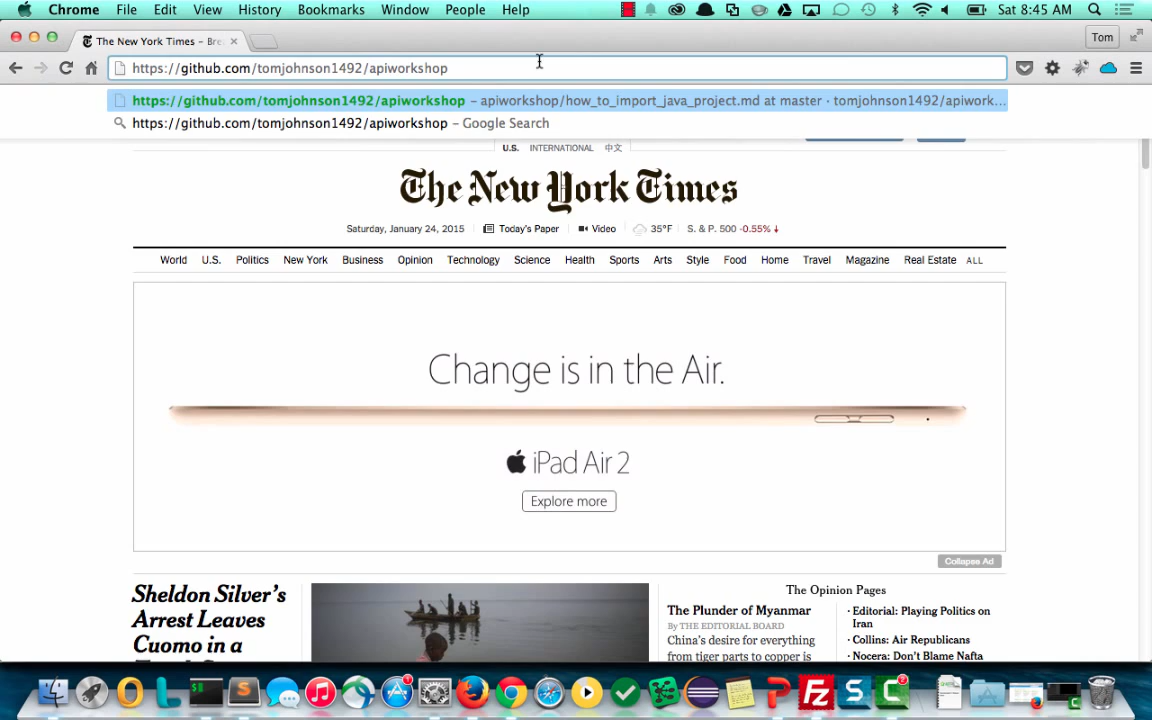 Chrome File Edit View History Bookmarks Window People Help Sat 8:45 AM
The New York Times – Bre Tom
https://github.com/tomjohnson1492/apiworkshop
https://github.com/tomjohnson1492/apiworkshop – apiworkshop/how_to_import_java_project.md at master · tomjohnson1492/apiwork...
https://github.com/tomjohnson1492/apiworkshop – Google Search
U.S. INTERNATIONAL 中文
The New York Times
Saturday, January 24, 2015 Today's Paper Video 35°F S. & P. 500 -0.55% ↓
World U.S. Politics New York Business Opinion Technology Science Health Sports Arts Style Food Home Travel Magazine Real Estate ALL
Change is in the Air.
iPad Air 2
Explore more
Collapse Ad
Sheldon Silver's
Arrest Leaves
Cuomo in a
The Opinion Pages
The Plunder of Myanmar
By THE EDITORIAL BOARD
China's desire for everything
from tiger parts to copper is
· Editorial: Playing Politics on
Iran
· Collins: Air Republicans
· Nocera: Don't Blame Nafta